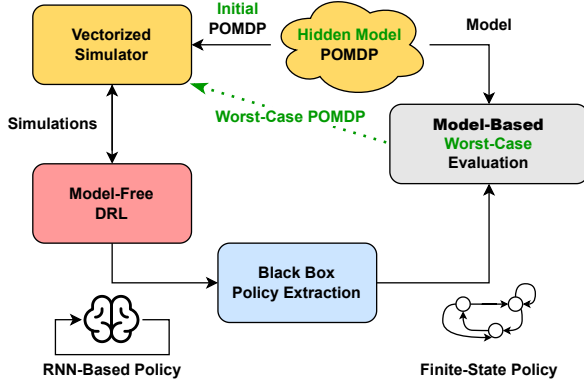 Vectorized
Simulator
Initial
POMDP
Hidden Model
POMDP
Model
Simulations
Worst-Case POMDP
Model-Based
Worst-Case
Evaluation
Model-Free
DRL
Black Box
Policy Extraction
RNN-Based Policy
Finite-State Policy